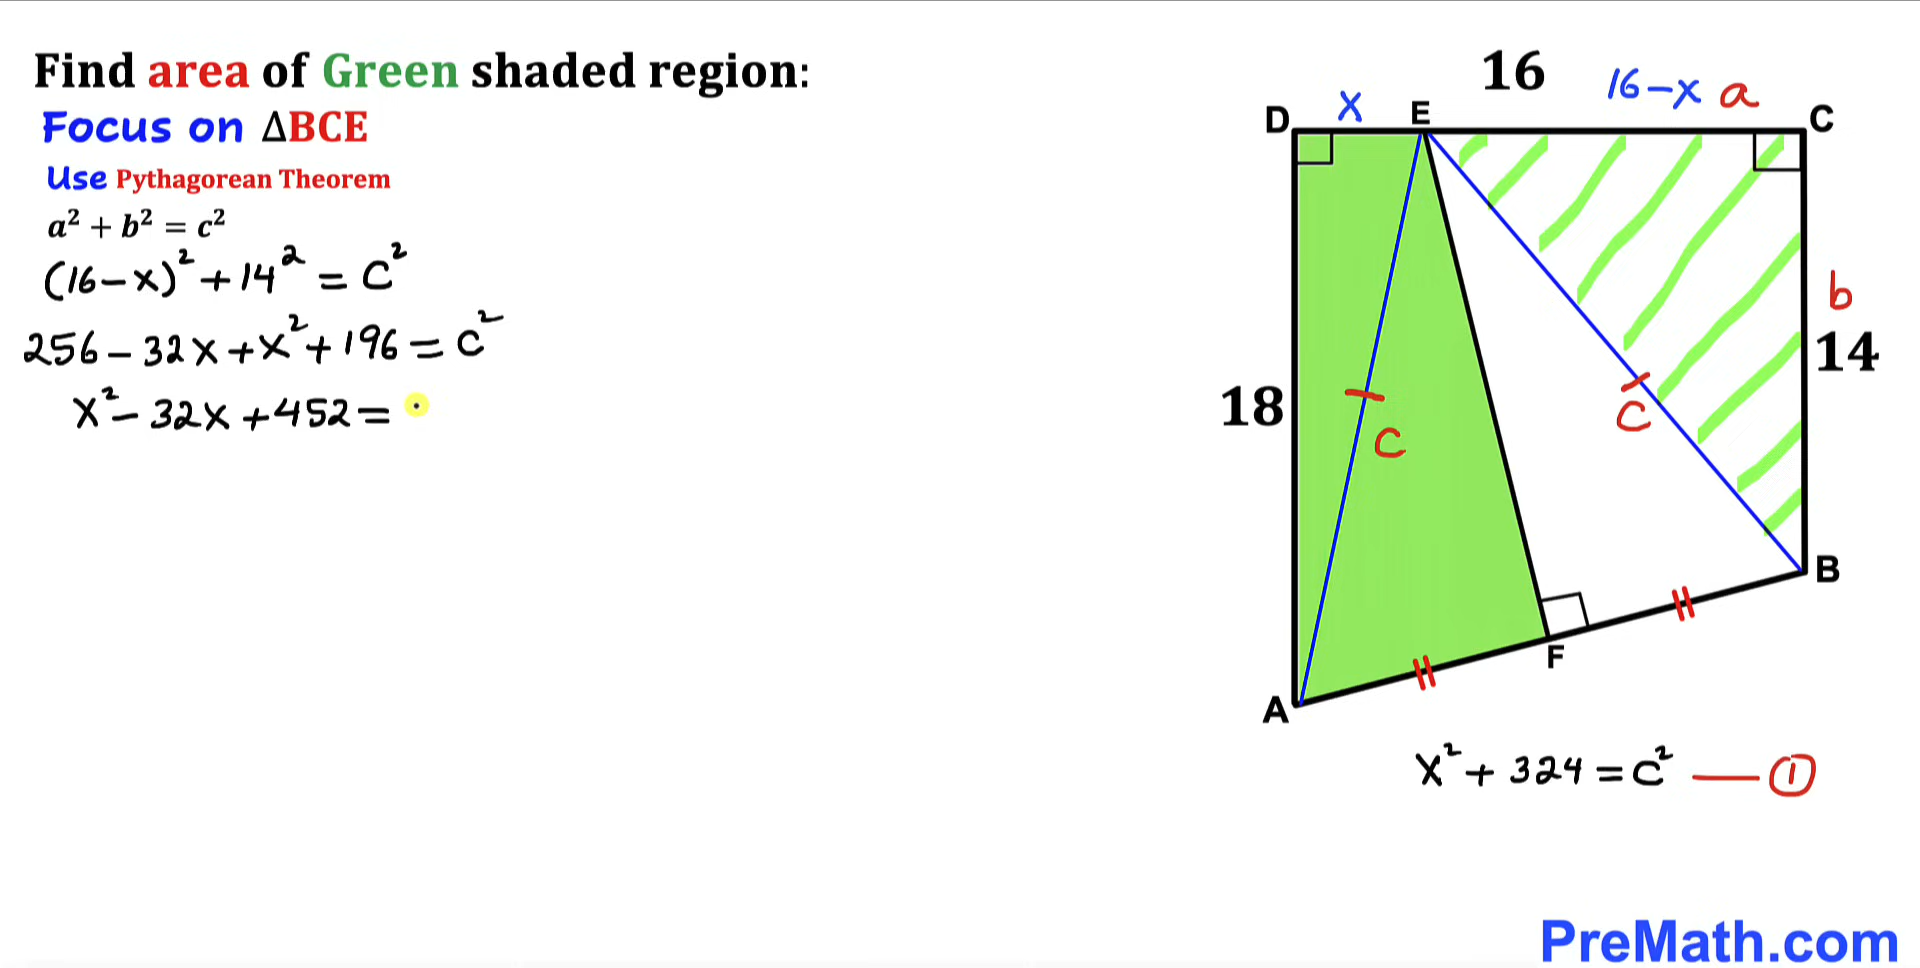 Find area of Green shaded region:
Focus on ΔBCE
Use Pythagorean Theorem
a² + b² = c²
(16-x)² + 14² = c²
256 - 32x + x² + 196 = c²
x² - 32x + 452 =
16
16-x a
D
x
E
C
b
14
18
c
c
B
F
A
x² + 324 = c² — ①
PreMath.com